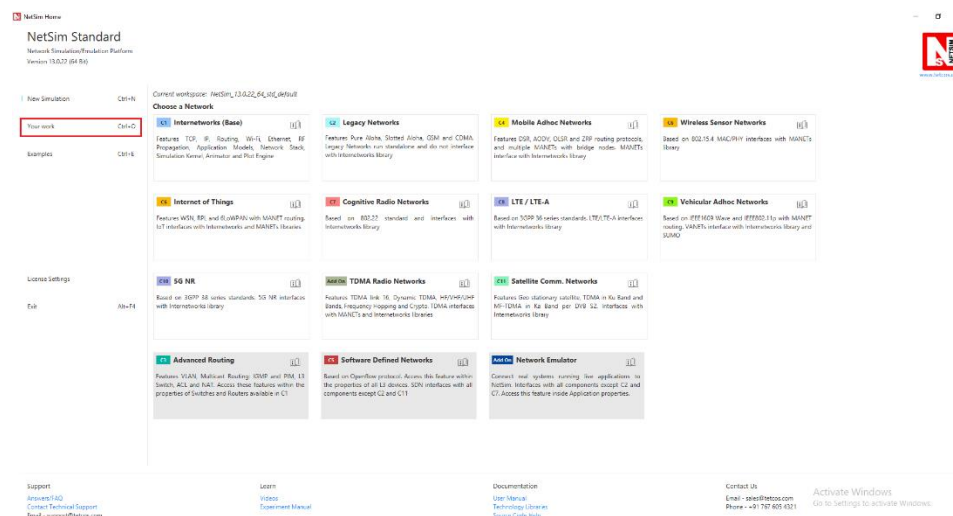 NetSim Home
NetSim Standard
Network Simulation/Emulation Platform
Version 13.0.22 (64 Bit)
New Simulation Ctrl+N
Your work Ctrl+O
Examples Ctrl+E
License Settings
Exit Alt+F4
Current workspace: NetSim_13.0.22_64_std_default
Choose a Network
C1 Internetworks (Base)
Features TCP, IP, Routing, Wi-Fi, Ethernet, RF
Propagation, Application Models, Network Stack,
Simulation Kernel, Animator and Plot Engine
C2 Legacy Networks
Features Pure Aloha, Slotted Aloha, GSM and CDMA.
Legacy Networks run standalone and do not interface
with Internetworks library
C4 Mobile Adhoc Networks
Features DSR, AODV, OLSR and ZRP routing protocols,
and multiple MANETs with bridge nodes. MANETs
interface with Internetworks library
Wireless Sensor Networks
Based on 802.15.4 MAC/PHY interfaces with MANETs
library
Internet of Things
Features WSN, RPL and 6LoWPAN with MANET routing.
IoT interfaces with Internetworks and MANETs libraries
C7 Cognitive Radio Networks
Based on 802.22 standard and interfaces with
Internetworks library
LTE / LTE-A
Based on 3GPP 36 series standards. LTE/LTE-A interfaces
with Internetworks library
C9 Vehicular Adhoc Networks
Based on IEEE1609 Wave and IEEE802.11p with MANET
routing. VANETs interface with Internetworks library and
SUMO
C10 5G NR
Based on 3GPP 38 series standards. 5G NR interfaces
with Internetworks library
Add On TDMA Radio Networks
Features TDMA link 16, Dynamic TDMA, HF/VHF/UHF
Bands, Frequency Hopping and Crypto. TDMA interfaces
with MANETs and Internetworks libraries
C11 Satellite Comm. Networks
Features Geo stationary satellite, TDMA in Ku Band and
MF-TDMA in Ka Band per DVB S2. Interfaces with
Internetworks library
C3 Advanced Routing
Features VLAN, Multicast Routing: IGMP and PIM, L3
Switch, ACL and NAT. Access these features within the
properties of Switches and Routers available in C1
C5 Software Defined Networks
Based on Openflow protocol. Access this feature within
the properties of all L3 devices. SDN interfaces with all
components except C2 and C11
Add On Network Emulator
Connect real systems running live applications to
NetSim. Interfaces with all components except C2 and
C7. Access this feature inside Application properties.
Support
Answers/FAQ
Contact Technical Support
Email - support@tetcos.com
Learn
Videos
Experiment Manual
Documentation
User Manual
Technology Libraries
Source Code Help
Contact Us
Email - sales@tetcos.com
Phone - +91 767 605 4321
Activate Windows
Go to Settings to activate Windows.